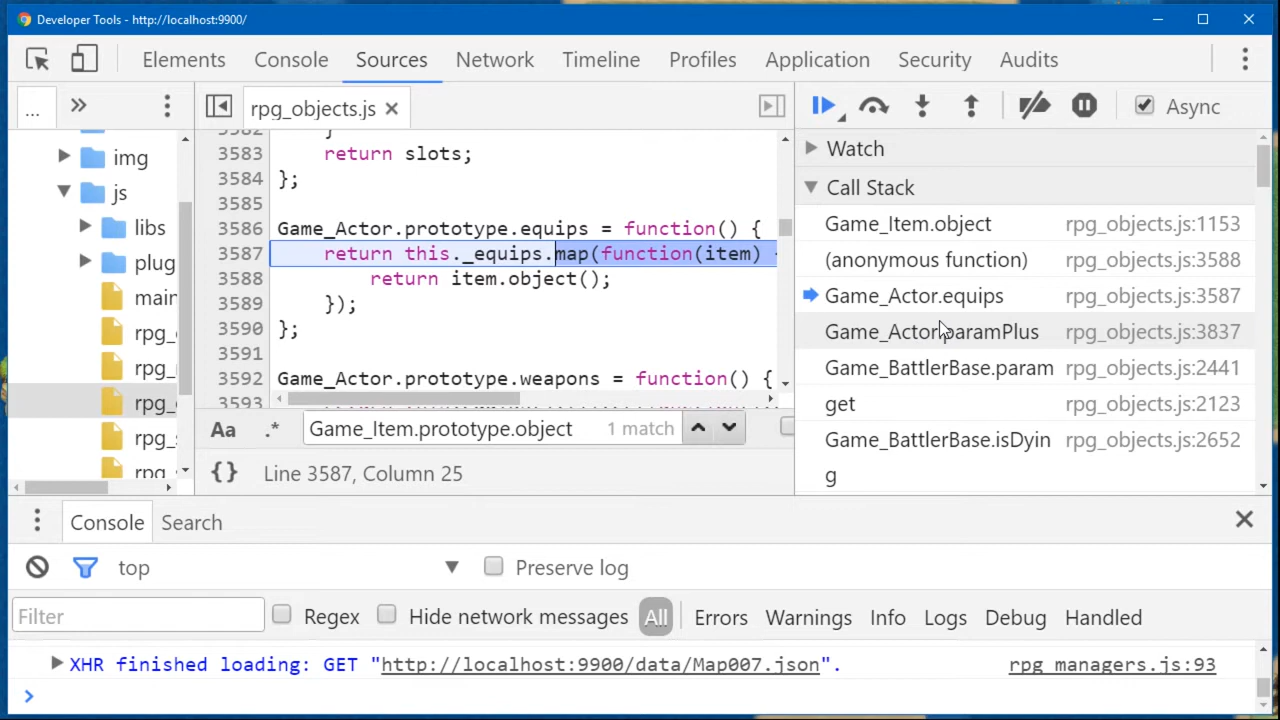 Developer Tools - http://localhost:9900/
Elements Console Sources Network Timeline Profiles Application Security Audits
... » rpg_objects.js × Async
img
js
libs
plug
main
rpg_
rpg_
rpg_
rpg_
rpg_
3582 }
3583 return slots;
3584 };
3585
3586 Game_Actor.prototype.equips = function() {
3587 return this._equips.map(function(item)
3588 return item.object();
3589 });
3590 };
3591
3592 Game_Actor.prototype.weapons = function() {
3593
Aa .* Game_Item.prototype.object 1 match
{} Line 3587, Column 25
Watch
Call Stack
Game_Item.object rpg_objects.js:1153
(anonymous function) rpg_objects.js:3588
Game_Actor.equips rpg_objects.js:3587
Game_Actor.paramPlus rpg_objects.js:3837
Game_BattlerBase.param rpg_objects.js:2441
get rpg_objects.js:2123
Game_BattlerBase.isDyin rpg_objects.js:2652
g
Console Search
top Preserve log
Filter Regex Hide network messages All Errors Warnings Info Logs Debug Handled
XHR finished loading: GET "http://localhost:9900/data/Map007.json". rpg_managers.js:93
>